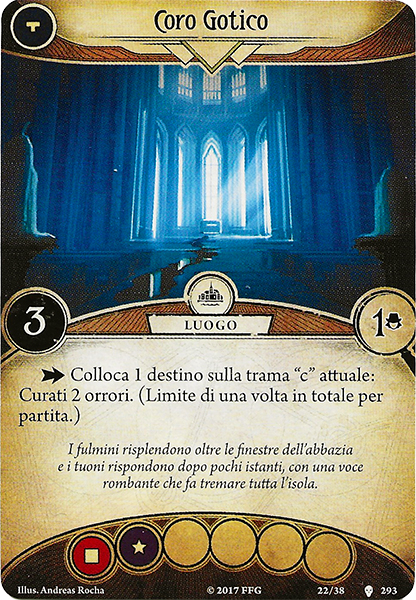 Coro Gotico
3
LUOGO
1
Colloca 1 destino sulla trama “c” attuale:
Curati 2 orrori. (Limite di una volta in totale per
partita.)
I fulmini risplendono oltre le finestre dell’abbazia
e i tuoni rispondono dopo pochi istanti, con una voce
rombante che fa tremare tutta l’isola.
Illus. Andreas Rocha © 2017 FFG 22/38 293